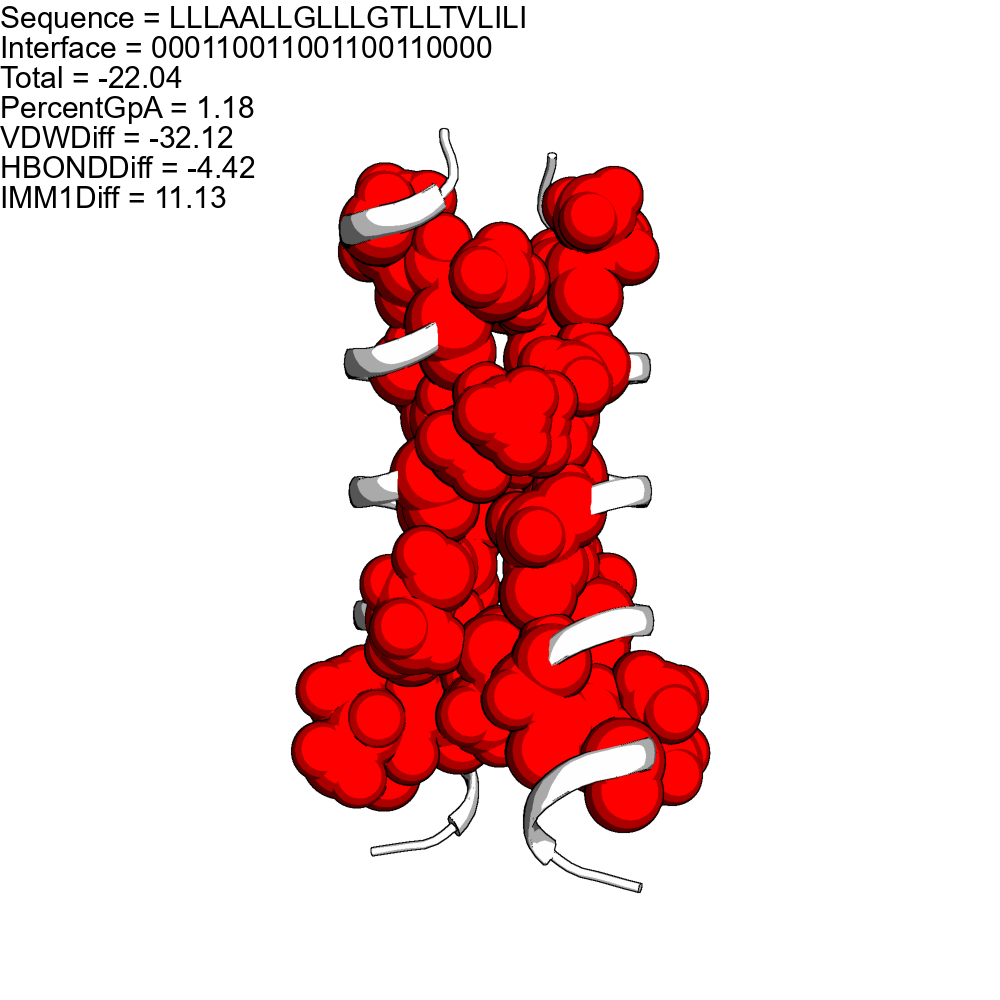 Sequence = LLLAALLGLLLGTLLTVLILI
Interface = 000110011001100110000
Total = -22.04
PercentGpA = 1.18
VDWDiff = -32.12
HBONDDiff = -4.42
IMM1Diff = 11.13